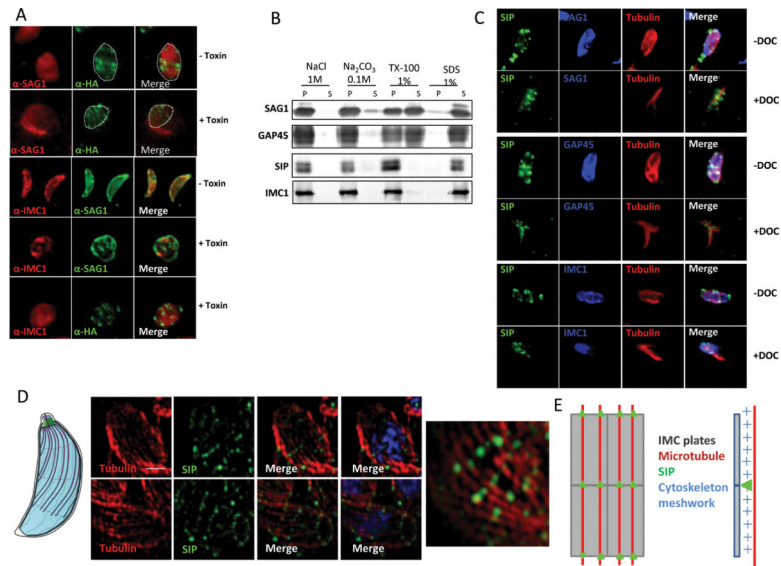 A
α-SAG1 α-HA Merge - Toxin
α-SAG1 α-HA Merge + Toxin
α-IMC1 α-SAG1 Merge - Toxin
α-IMC1 α-SAG1 Merge + Toxin
α-IMC1 α-HA Merge + Toxin
B
NaCl Na2CO3 TX-100 SDS
1M 0.1M 1% 1%
P S P S P S P S
SAG1
GAP45
SIP
IMC1
C
SIP SAG1 Tubulin Merge -DOC
SIP SAG1 Tubulin Merge +DOC
SIP GAP45 Tubulin Merge -DOC
SIP GAP45 Tubulin Merge +DOC
SIP IMC1 Tubulin Merge -DOC
SIP IMC1 Tubulin Merge +DOC
D
Tubulin SIP Merge Merge
Tubulin SIP Merge Merge
E
IMC plates
Microtubule
SIP
Cytoskeleton
meshwork
+
+
+
+
+
+
+
+
+
+